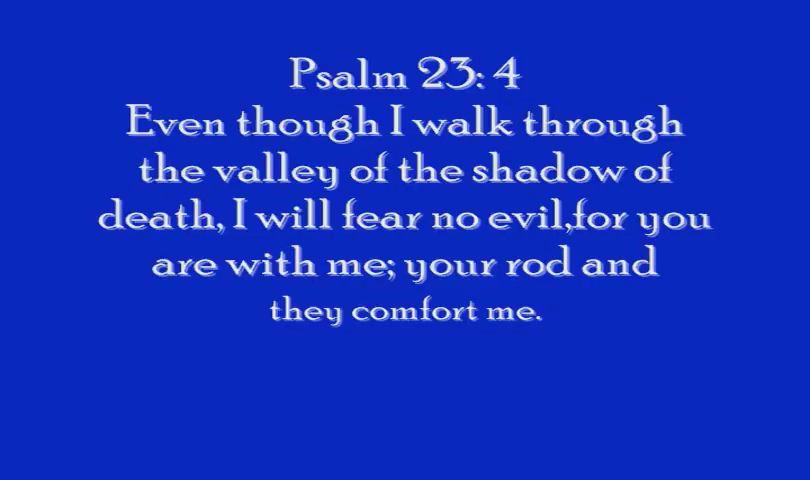 Psalm 23: 4
Even though I walk through
the valley of the shadow of
death, I will fear no evil,for you
are with me; your rod and
they comfort me.